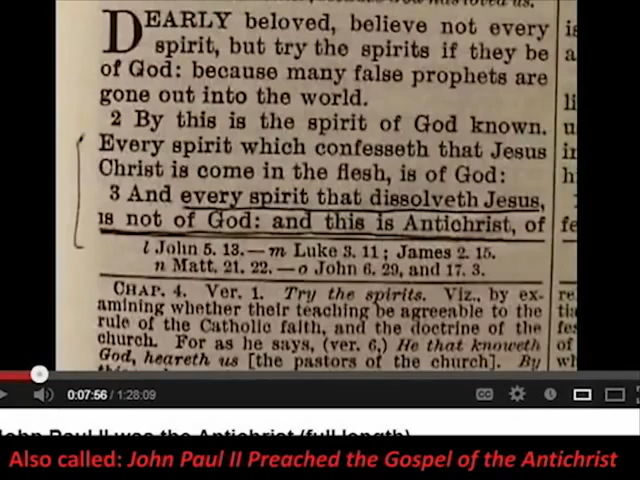 DEARLY beloved, believe not every
spirit, but try the spirits if they be
of God: because many false prophets are
gone out into the world.
2 By this is the spirit of God known.
Every spirit which confesseth that Jesus
Christ is come in the flesh, is of God:
3 And every spirit that dissolveth Jesus,
is not of God: and this is Antichrist, of
l John 5. 13.—m Luke 3. 11; James 2. 15.
n Matt. 21. 22.—o John 6. 29, and 17. 3.
CHAP. 4. Ver. 1. Try the spirits. Viz., by ex-
amining whether their teaching be agreeable to the
rule of the Catholic faith, and the doctrine of the
church. For as he says, (ver. 6,) He that knoweth
God, heareth us [the pastors of the church]. By
0:07:56 / 1:28:09
CC
John Paul II was the Antichrist (full length)
Also called: John Paul II Preached the Gospel of the Antichrist